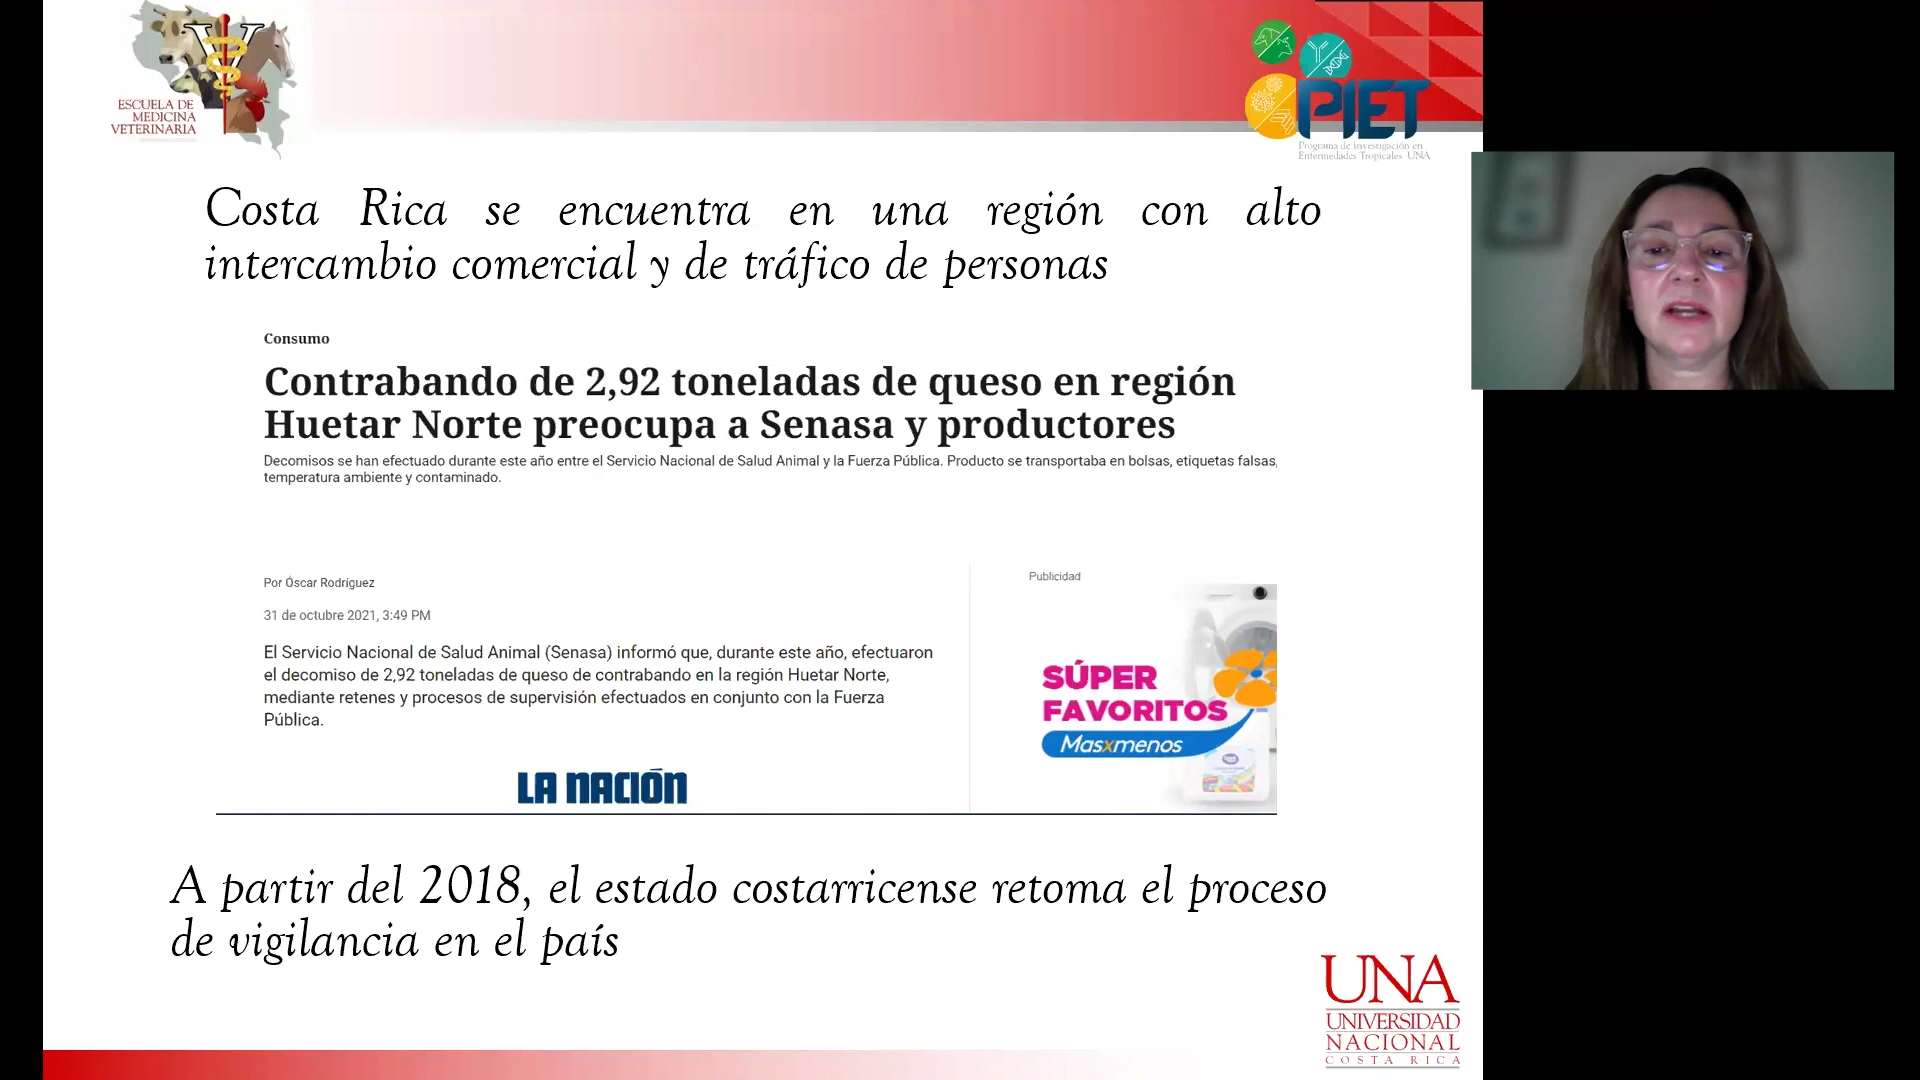 ESCUELA DE
MEDICINA
VETERINARIA
PIET
Programa de Investigación en
Enfermedades Tropicales UNA
Costa Rica se encuentra en una región con alto
intercambio comercial y de tráfico de personas
Consumo
Contrabando de 2,92 toneladas de queso en región
Huetar Norte preocupa a Senasa y productores
Decomisos se han efectuado durante este año entre el Servicio Nacional de Salud Animal y la Fuerza Pública. Producto se transportaba en bolsas, etiquetas falsas,
temperatura ambiente y contaminado.
Por Óscar Rodríguez
31 de octubre 2021, 3:49 PM
El Servicio Nacional de Salud Animal (Senasa) informó que, durante este año, efectuaron
el decomiso de 2,92 toneladas de queso de contrabando en la región Huetar Norte,
mediante retenes y procesos de supervisión efectuados en conjunto con la Fuerza
Pública.
LA NACIÓN
Publicidad
SÚPER
FAVORITOS
Masxmenos
A partir del 2018, el estado costarricense retoma el proceso
de vigilancia en el país
UNA
UNIVERSIDAD
NACIONAL
COSTA RICA